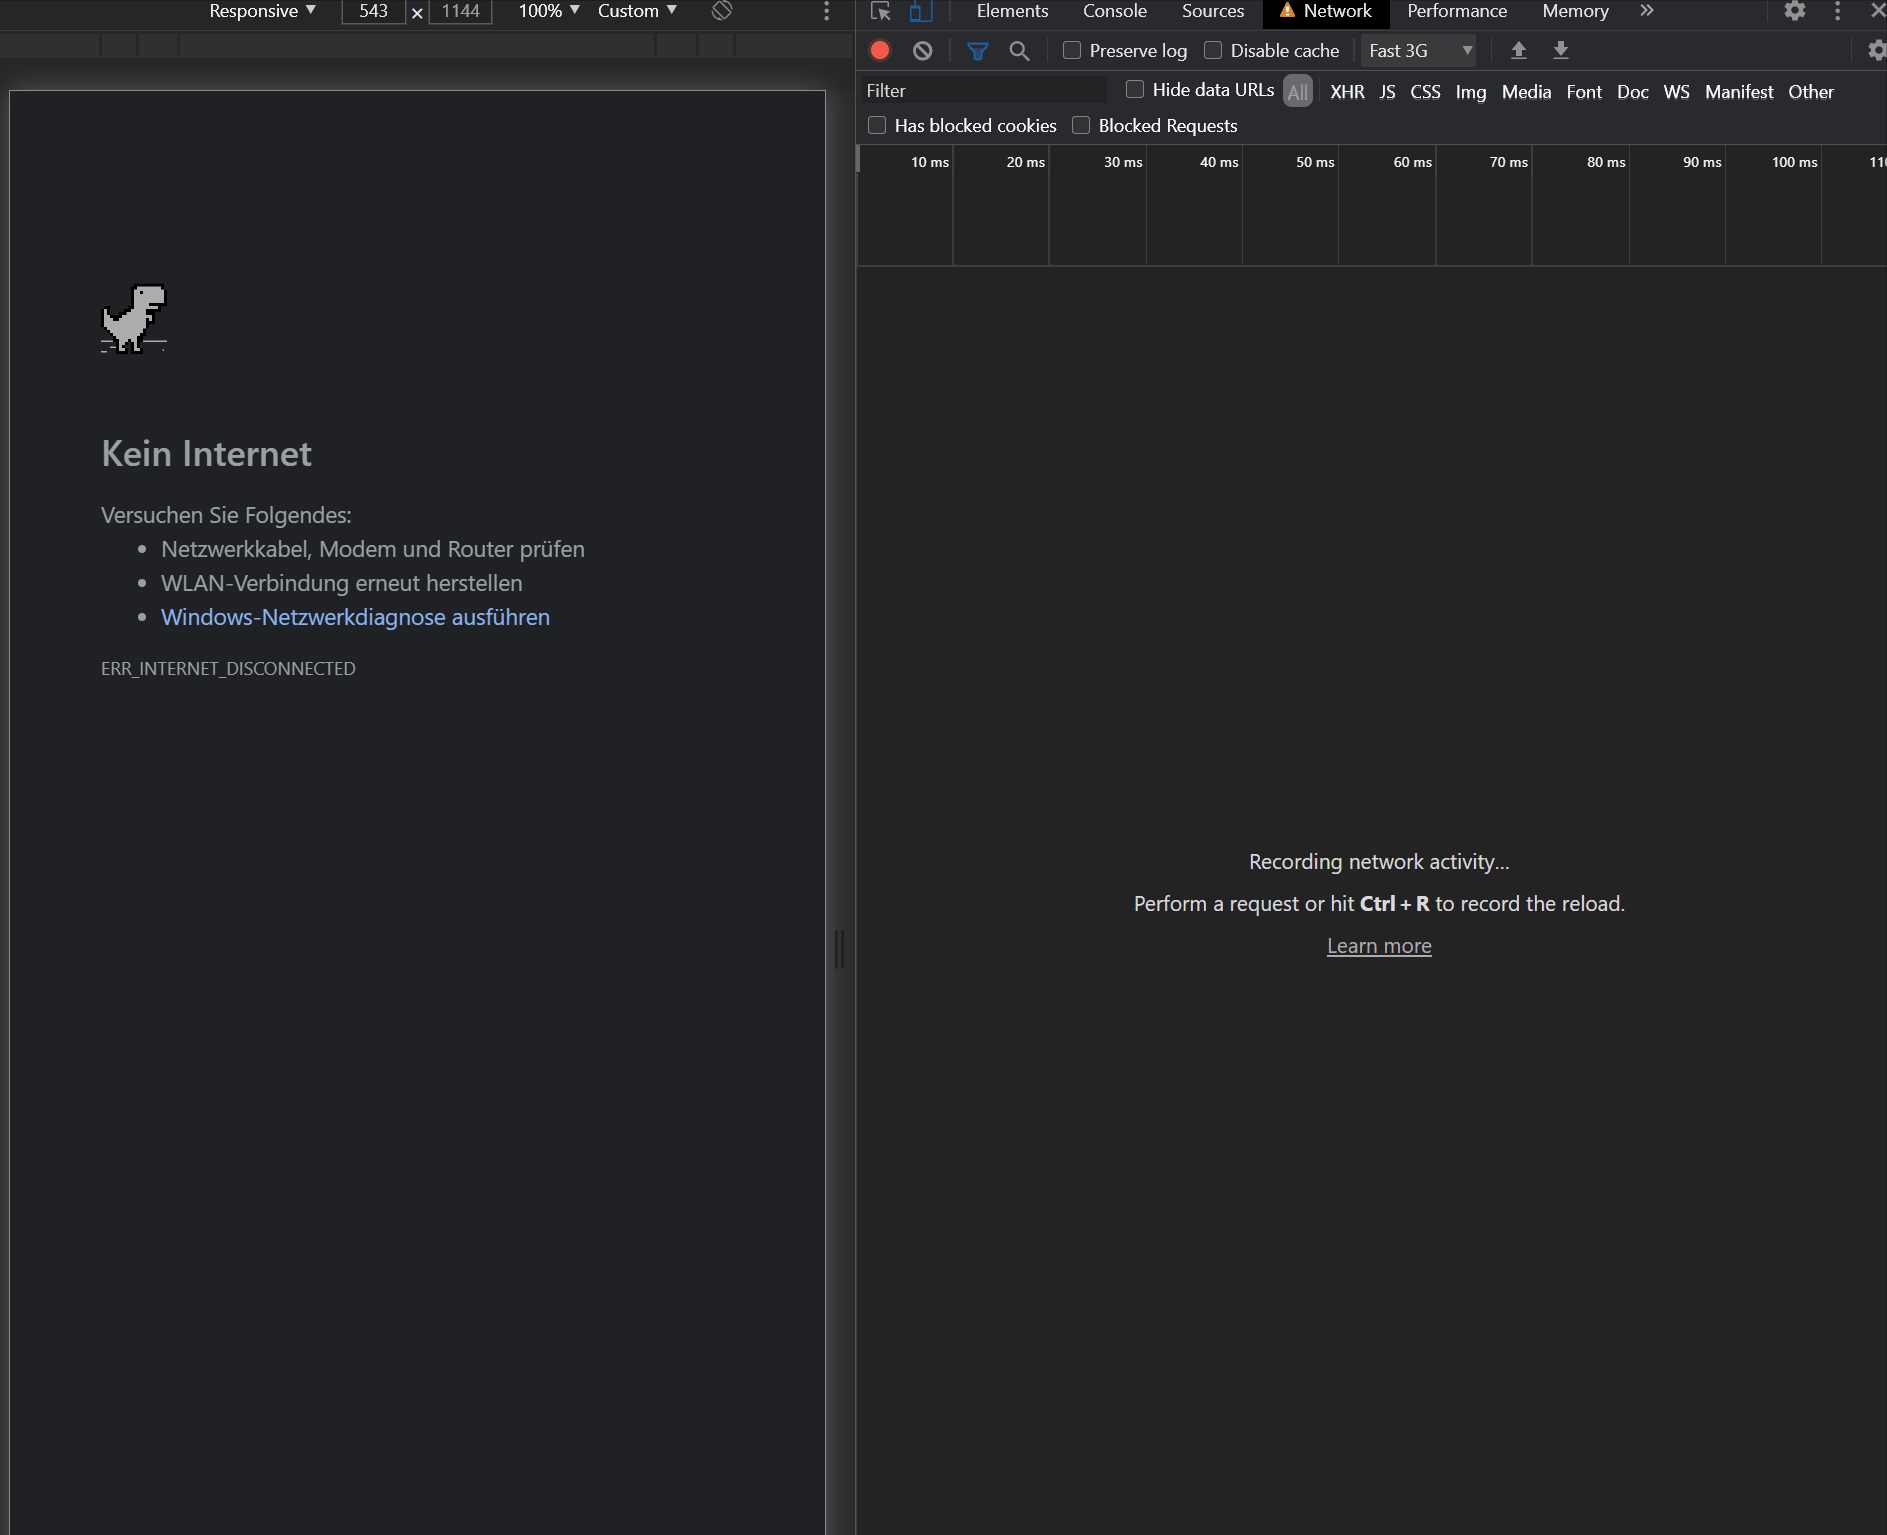 Responsive 543 × 1144 100% Custom
Elements Console Sources Network Performance Memory
Preserve log Disable cache Fast 3G
Filter Hide data URLs All XHR JS CSS Img Media Font Doc WS Manifest Other
Has blocked cookies Blocked Requests
10 ms 20 ms 30 ms 40 ms 50 ms 60 ms 70 ms 80 ms 90 ms 100 ms
Kein Internet
Versuchen Sie Folgendes:
Netzwerkkabel, Modem und Router prüfen
WLAN-Verbindung erneut herstellen
Windows-Netzwerkdiagnose ausführen
ERR_INTERNET_DISCONNECTED
Recording network activity...
Perform a request or hit Ctrl + R to record the reload.
Learn more